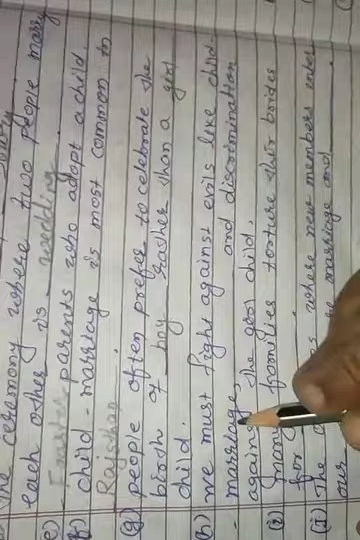 The ceremony where two people marry
each other is wedding
(e) Foster parents who adopt a child
(f) child-marriage is most common in
Rajsthan.
(g) people often prefer to celebrate the
birth of boy rather than a girl
child.
(h) we must fight against evils like child-
marriage, and discrimination
against the girl child.
(i) many families torture their brides
for
(j) The where new members enter
our marriage and